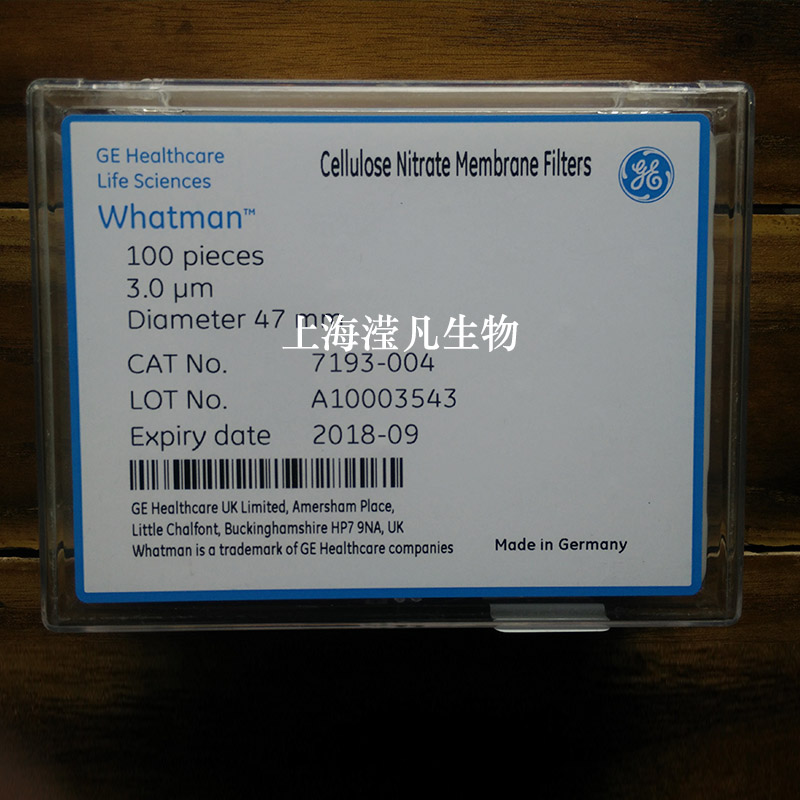 GE Healthcare
Life Sciences
Cellulose Nitrate Membrane Filters
GE
Whatman™
100 pieces
3.0 µm
Diameter 47 mm
上海滢凡生物
CAT No. 7193-004
LOT No. A10003543
Expiry date 2018-09
GE Healthcare UK Limited, Amersham Place,
Little Chalfont, Buckinghamshire HP7 9NA, UK
Whatman is a trademark of GE Healthcare companies
Made in Germany